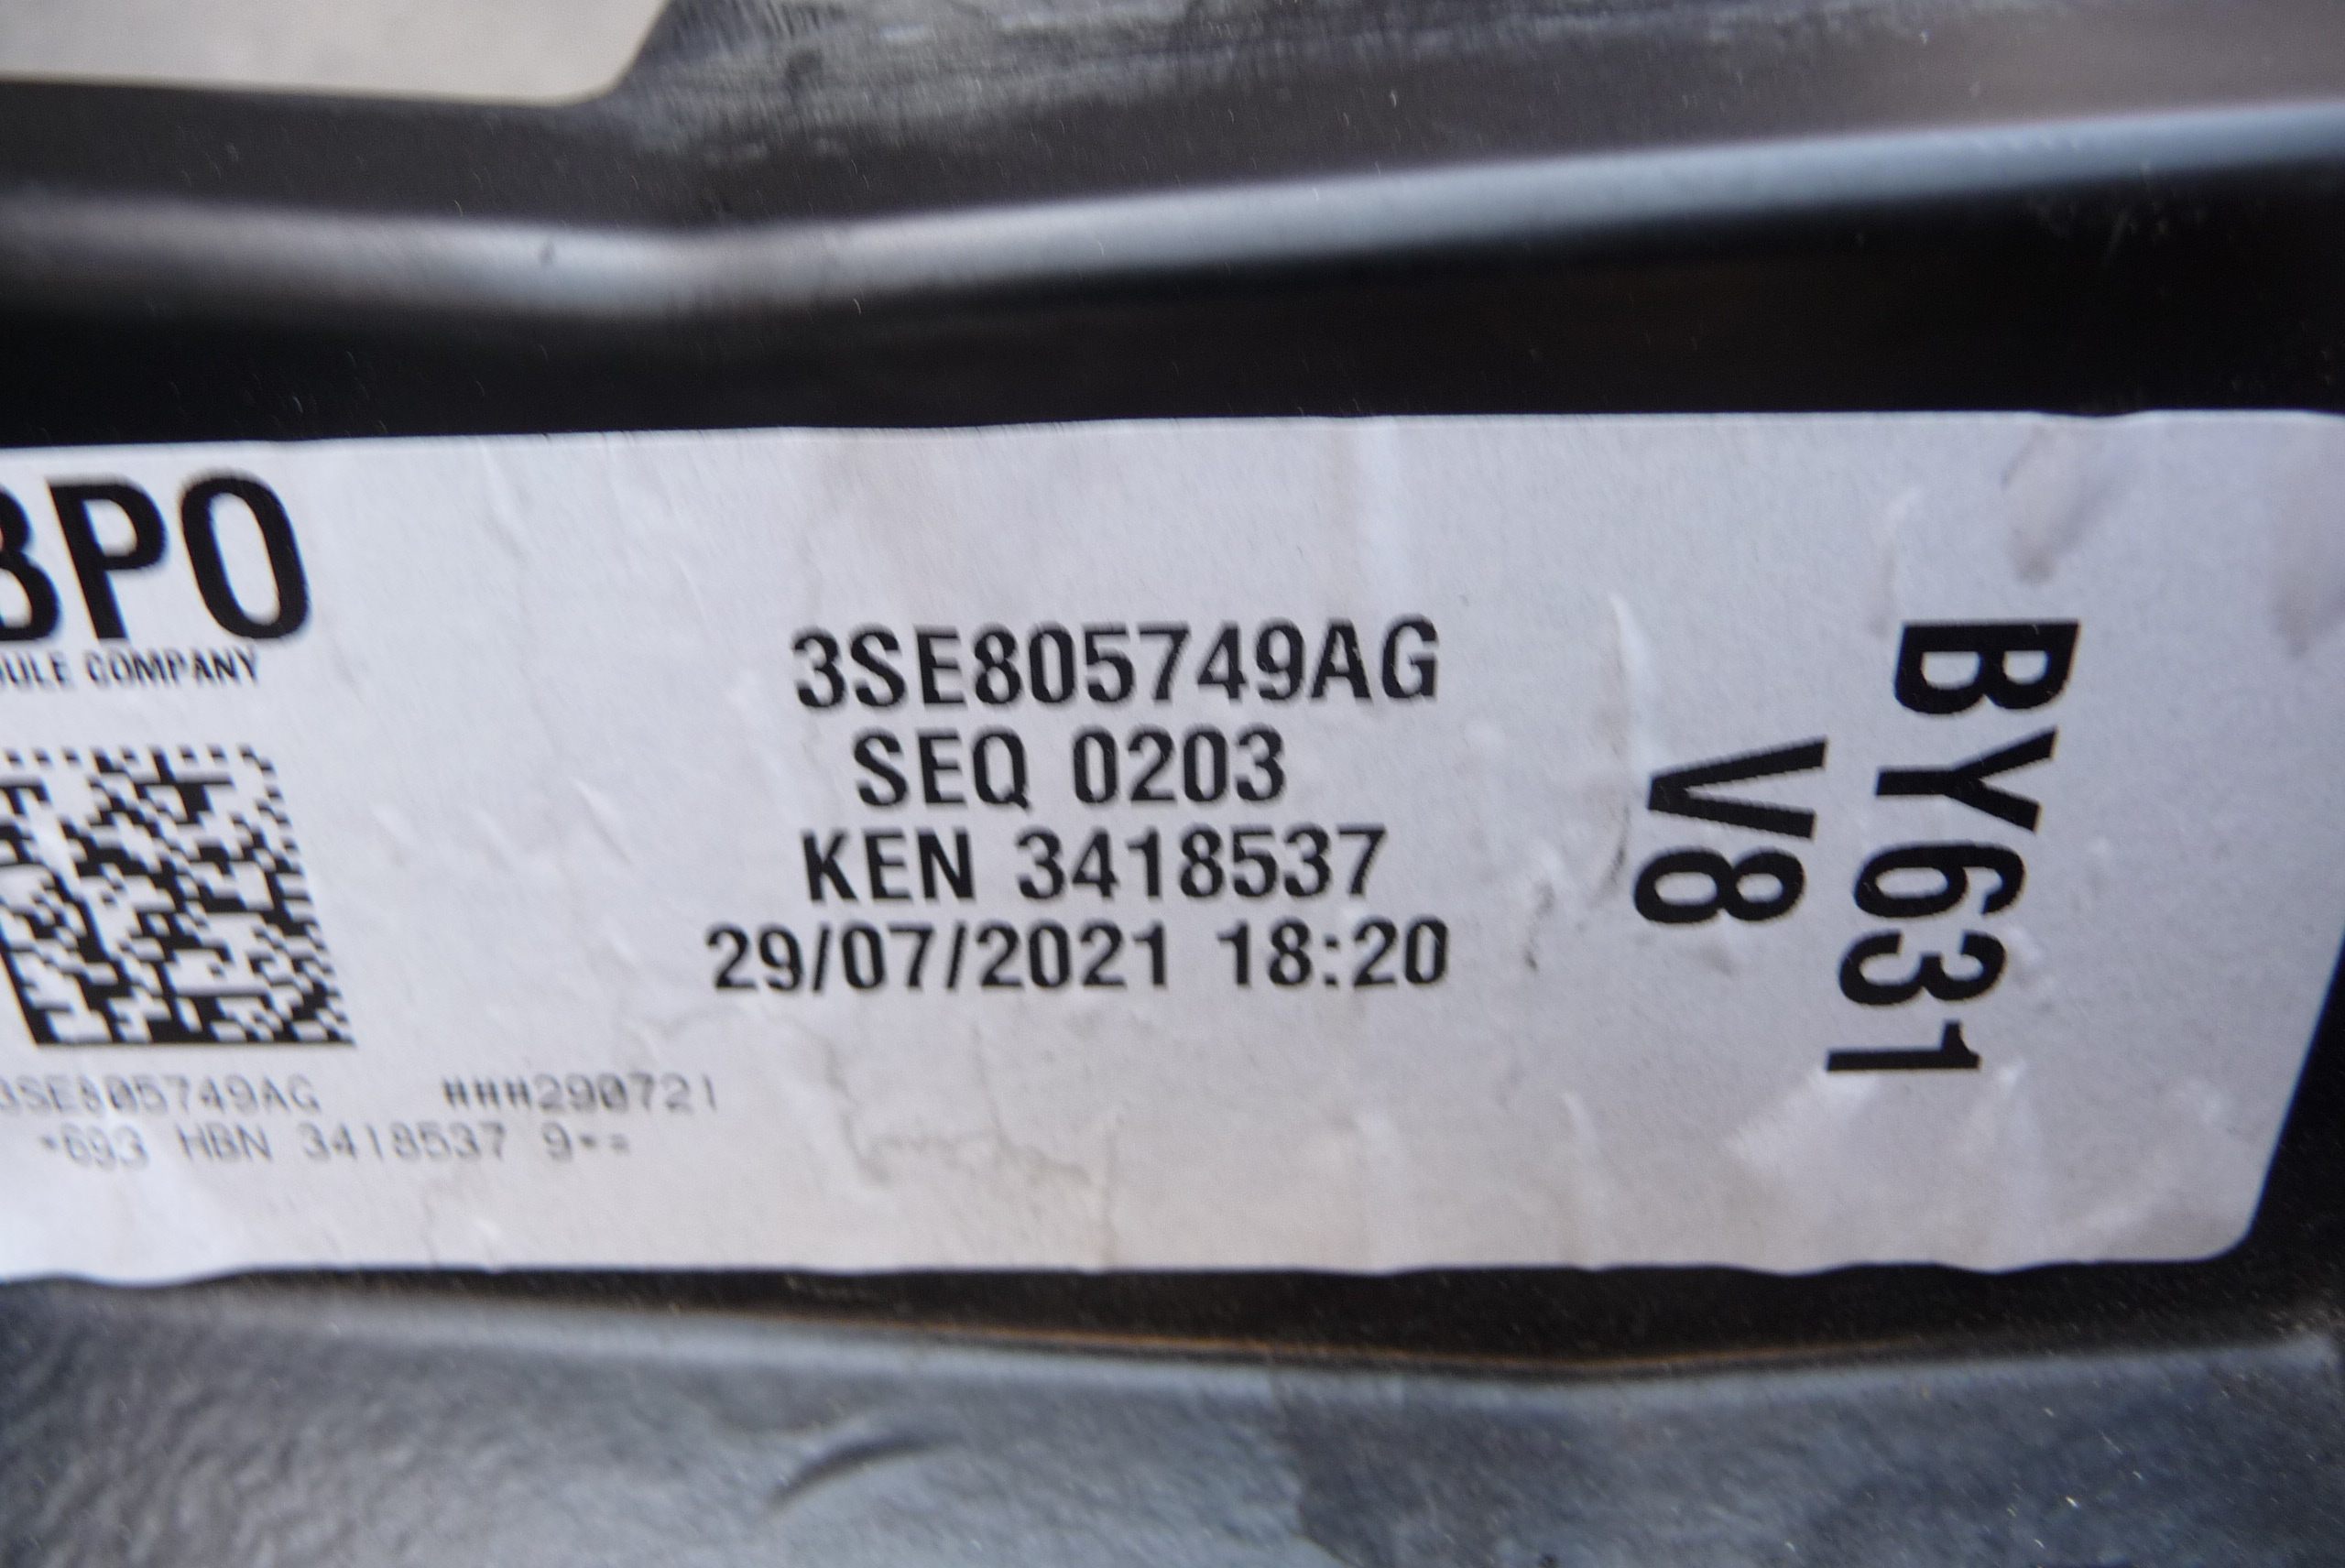 BPO
ULE COMPANY
3SE805749AG
SEQ 0203
KEN 3418537
29/07/2021 18:20
BY631
V8
3SE805749AG ###290721
*693 HBN 3418537 9*=